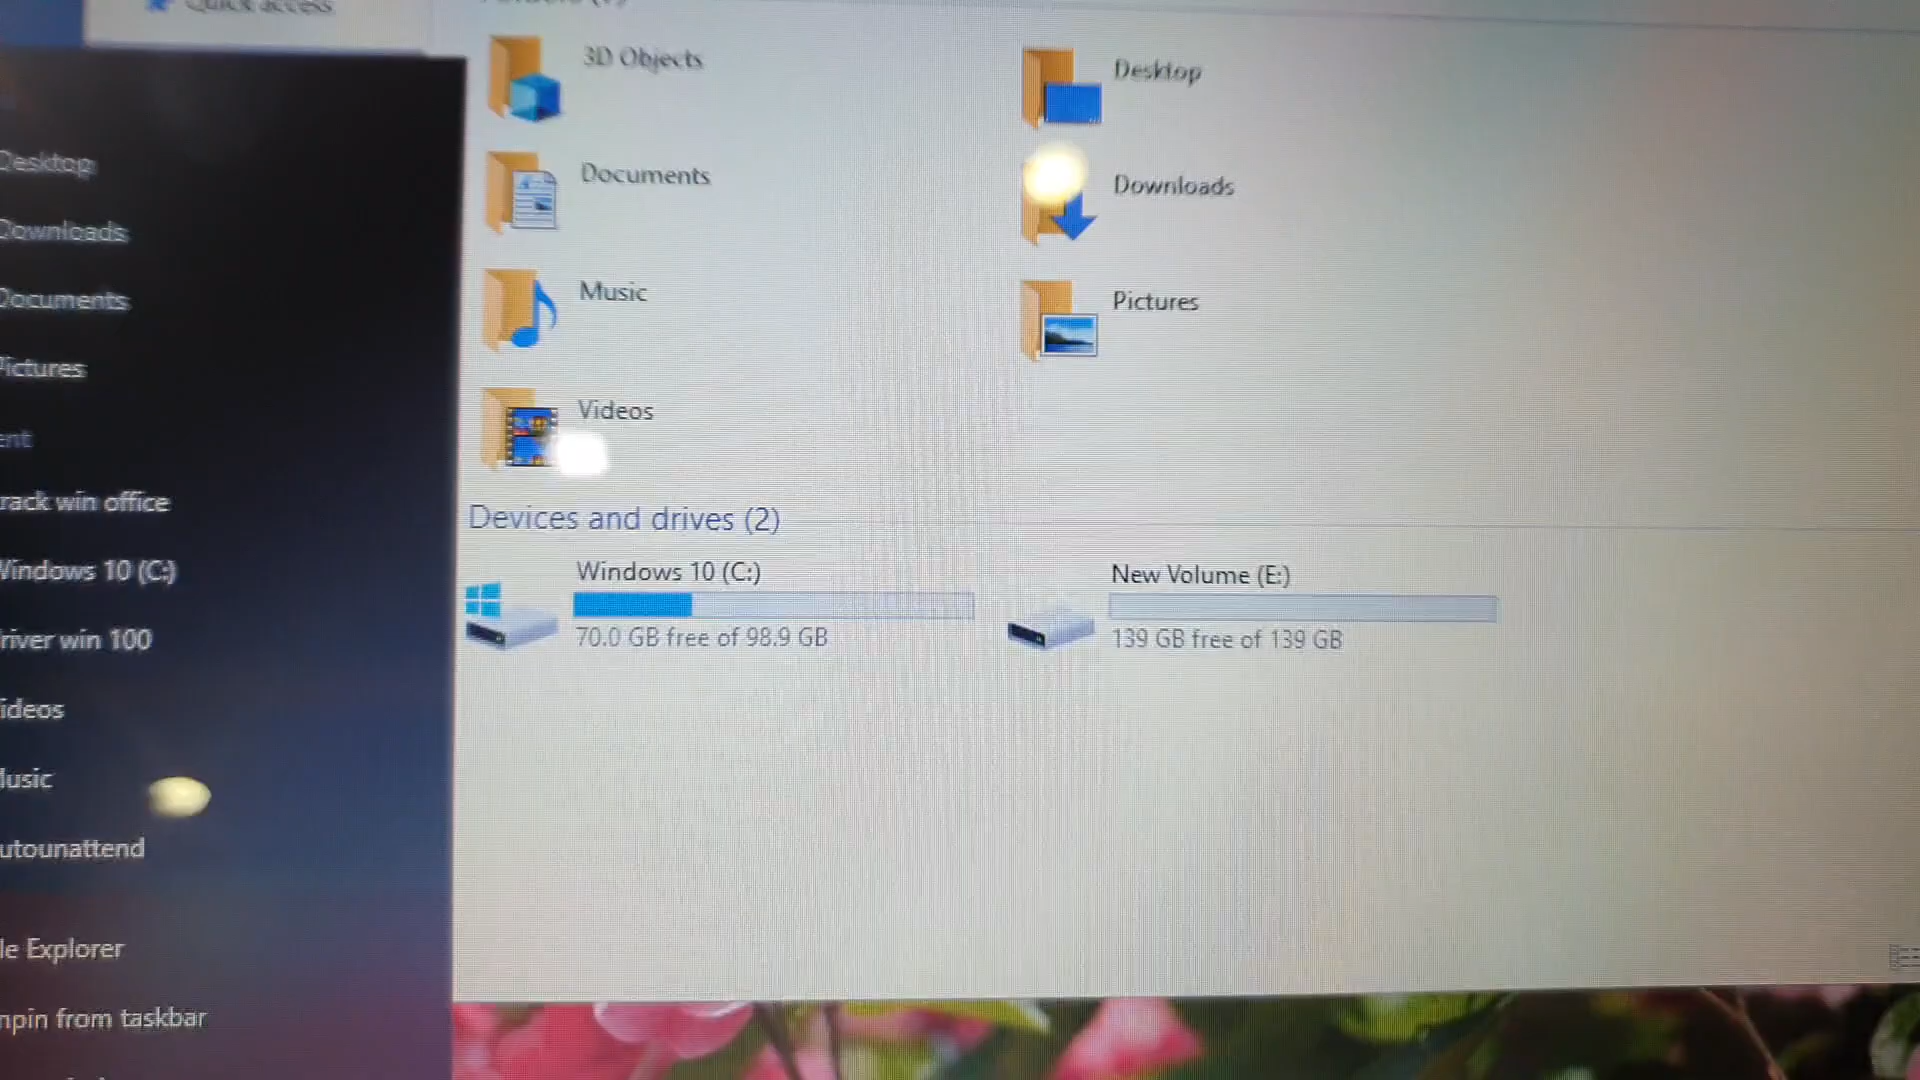 Quick access
3D Objects
Desktop
Documents
Downloads
Music
Pictures
Videos
Devices and drives (2)
Windows 10 (C:)
70.0 GB free of 98.9 GB
New Volume (E:)
139 GB free of 139 GB
Desktop
Downloads
Documents
Pictures
ent
rack win office
Windows 10 (C:)
river win 100
ideos
Music
utounattend
le Explorer
npin from taskbar